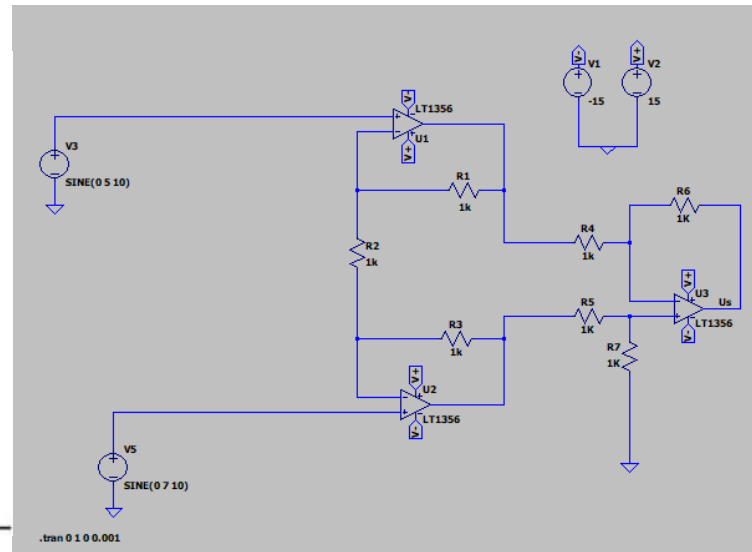 V-
V+
V1
V2
-15
15
V-
LT1356
U1
V+
V3
SINE(0 5 10)
R1
1k
R6
1K
R4
1k
R2
1k
V+
U3
Us
LT1356
V-
R5
1K
R3
1k
R7
1K
V+
U2
LT1356
V-
V5
SINE(0 7 10)
.tran 0 1 0 0.001